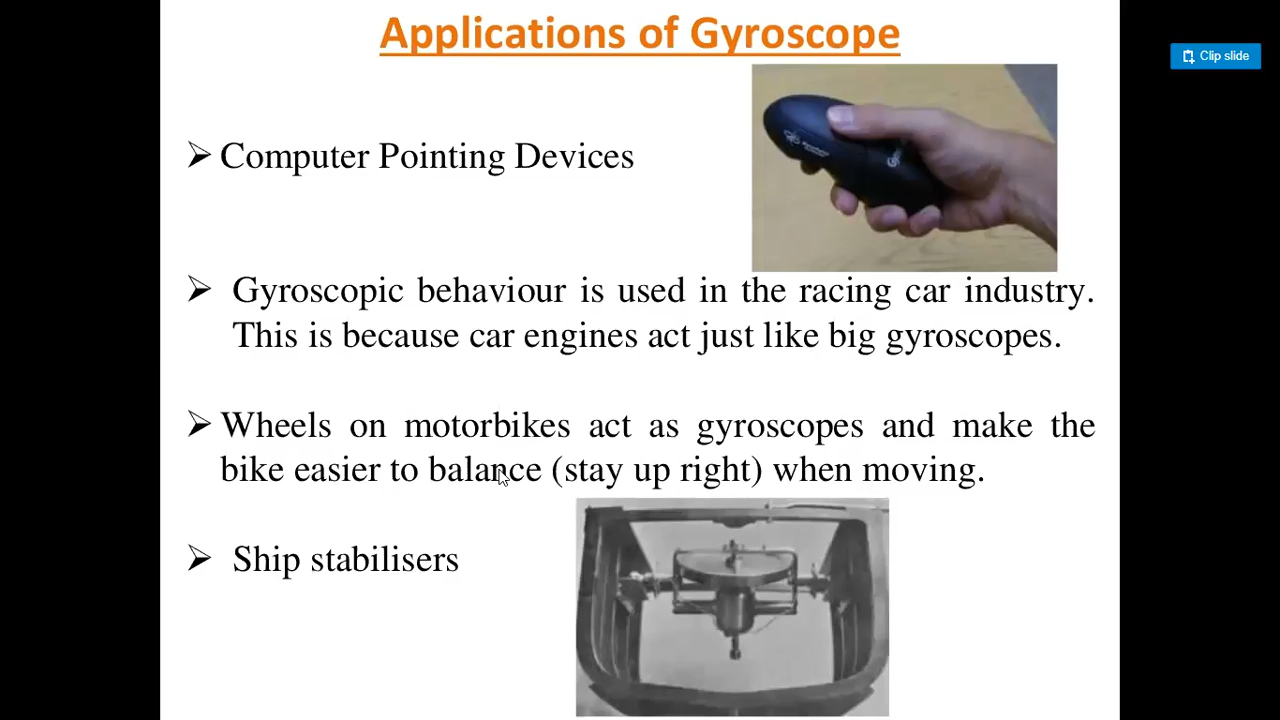 Applications of Gyroscope
Clip slide
➢ Computer Pointing Devices
➢ Gyroscopic behaviour is used in the racing car industry.
This is because car engines act just like big gyroscopes.
➢ Wheels on motorbikes act as gyroscopes and make the
bike easier to balance (stay up right) when moving.
➢ Ship stabilisers